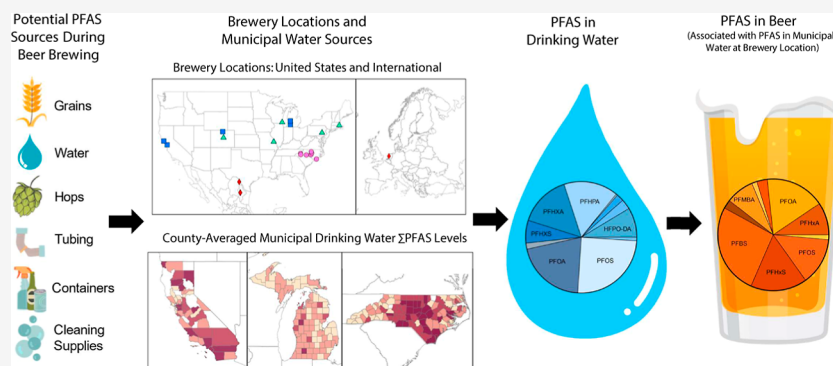 Potential PFAS
Sources During
Beer Brewing
Grains
Water
Hops
Tubing
Containers
Cleaning
Supplies
Brewery Locations and
Municipal Water Sources
Brewery Locations: United States and International
County-Averaged Municipal Drinking Water ΣPFAS Levels
PFAS in
Drinking Water
PFHPA
PFHXA
HFPO-DA
PFHXS
PFOA
PFOS
PFAS in Beer
(Associated with PFAS in Municipal
Water at Brewery Location)
PFMBA
PFOA
PFHxA
PFBS
PFOS
PFHxS